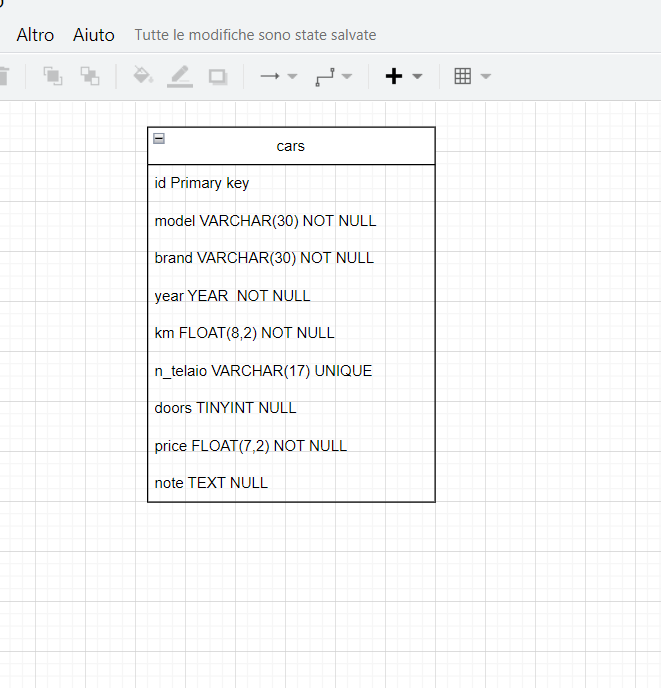 Altro Aiuto Tutte le modifiche sono state salvate
cars
id Primary key
model VARCHAR(30) NOT NULL
brand VARCHAR(30) NOT NULL
year YEAR  NOT NULL
km FLOAT(8,2) NOT NULL
n_telaio VARCHAR(17) UNIQUE
doors TINYINT NULL
price FLOAT(7,2) NOT NULL
note TEXT NULL